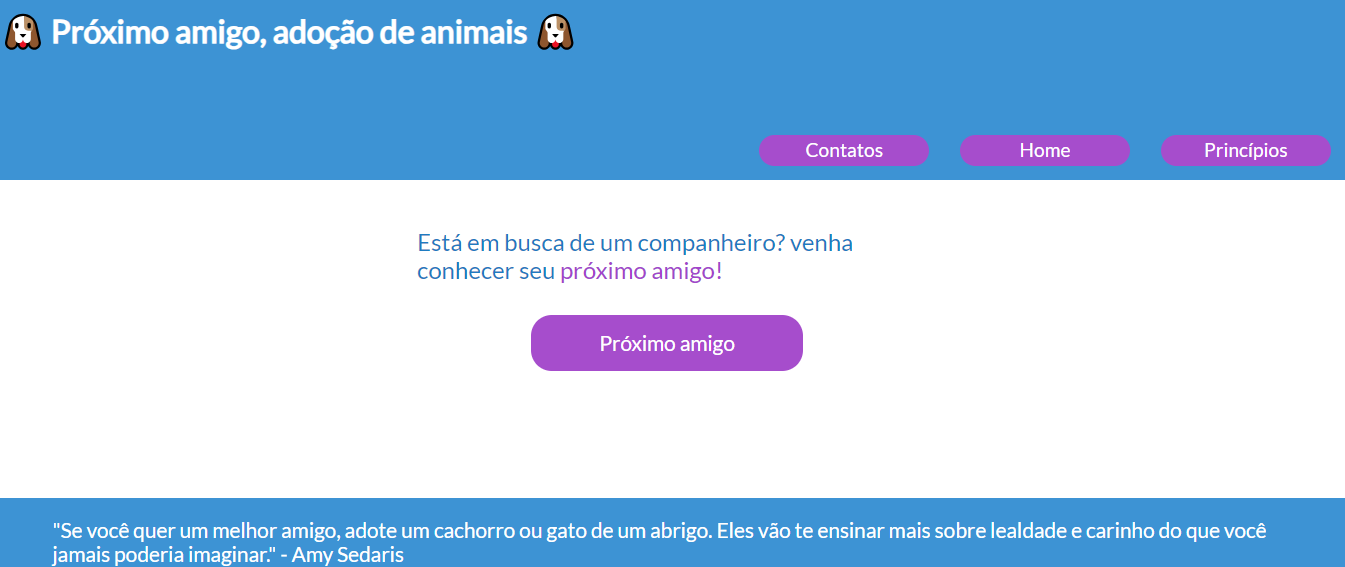 Próximo amigo, adoção de animais
Contatos
Home
Princípios
Está em busca de um companheiro? venha
conhecer seu próximo amigo!
Próximo amigo
"Se você quer um melhor amigo, adote um cachorro ou gato de um abrigo. Eles vão te ensinar mais sobre lealdade e carinho do que você
jamais poderia imaginar." - Amy Sedaris